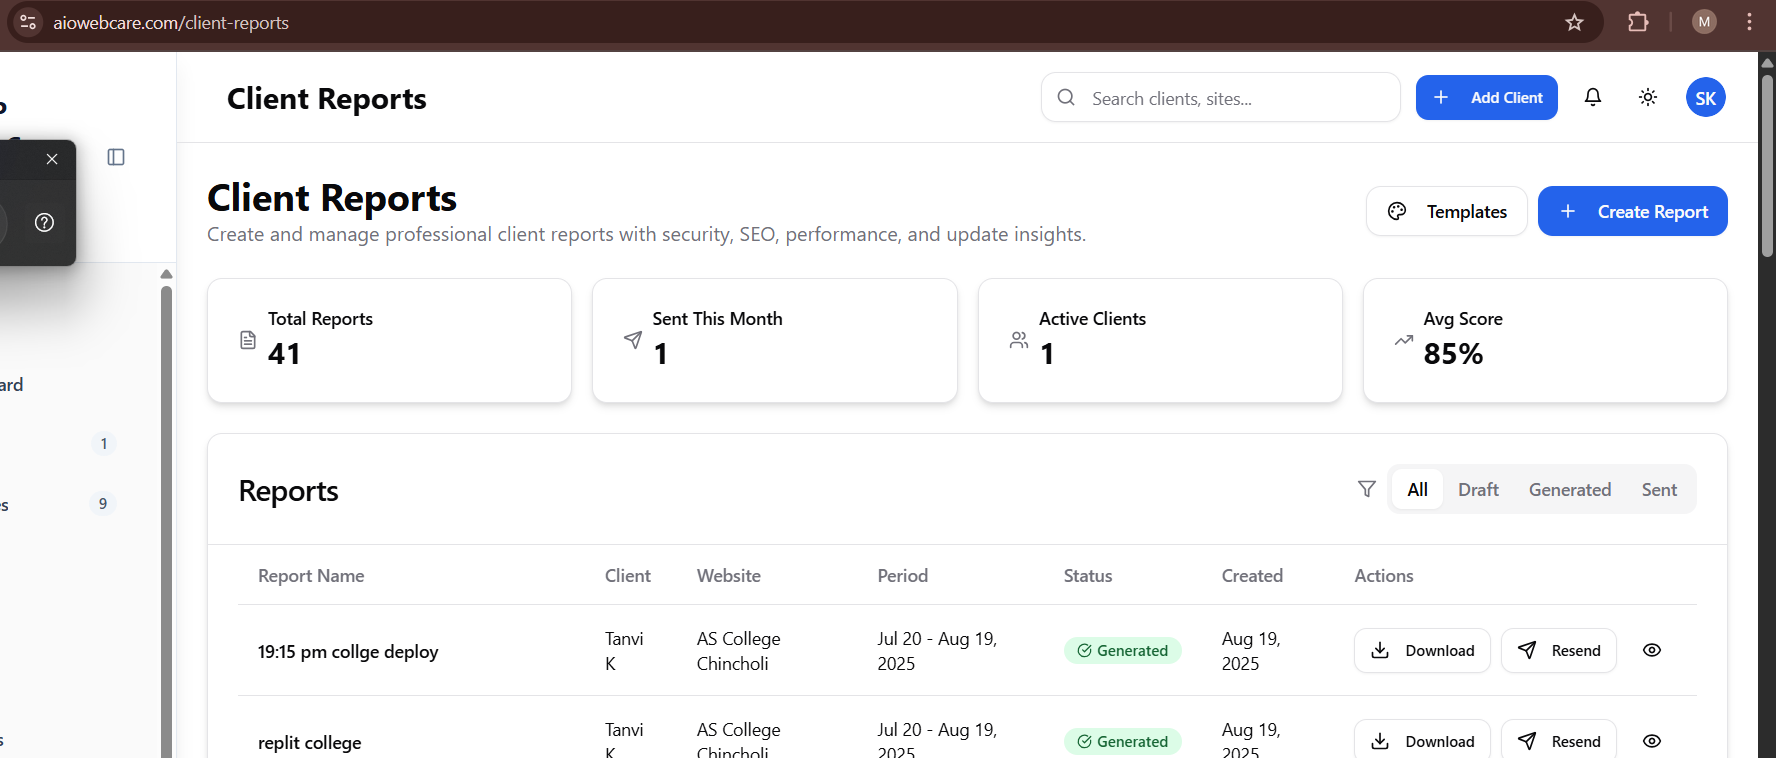 aiowebcare.com/client-reports
M
Client Reports
Search clients, sites...
+ Add Client
SK
Client Reports
Create and manage professional client reports with security, SEO, performance, and update insights.
Templates
+ Create Report
Total Reports
41
Sent This Month
1
Active Clients
1
Avg Score
85%
ard
1
9
Reports
All Draft Generated Sent
Report Name Client Website Period Status Created Actions
19:15 pm collge deploy
Tanvi
K
AS College
Chincholi
Jul 20 - Aug 19,
2025
Generated
Aug 19,
2025
Download
Resend
replit college
Tanvi
K
AS College
Chincholi
Jul 20 - Aug 19,
2025
Generated
Aug 19,
2025
Download
Resend